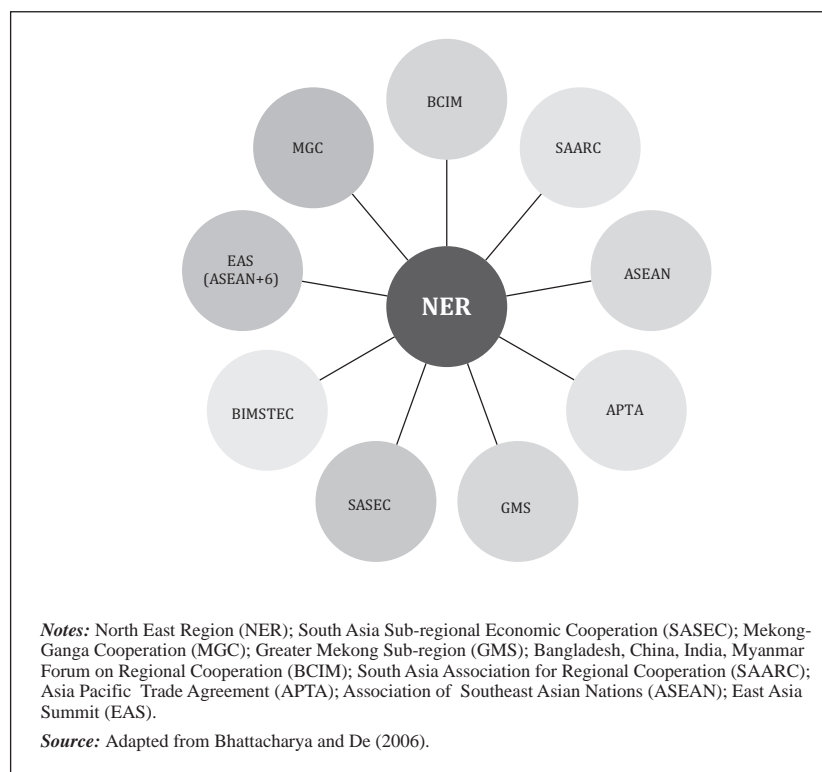 BCIM
SAARC
ASEAN
APTA
GMS
SASEC
BIMSTEC
EAS
(ASEAN+6)
MGC
NER
Notes: North East Region (NER); South Asia Sub-regional Economic Cooperation (SASEC); Mekong-
Ganga Cooperation (MGC); Greater Mekong Sub-region (GMS); Bangladesh, China, India, Myanmar
Forum on Regional Cooperation (BCIM); South Asia Association for Regional Cooperation (SAARC);
Asia Pacific Trade Agreement (APTA); Association of Southeast Asian Nations (ASEAN); East Asia
Summit (EAS).
Source: Adapted from Bhattacharya and De (2006).